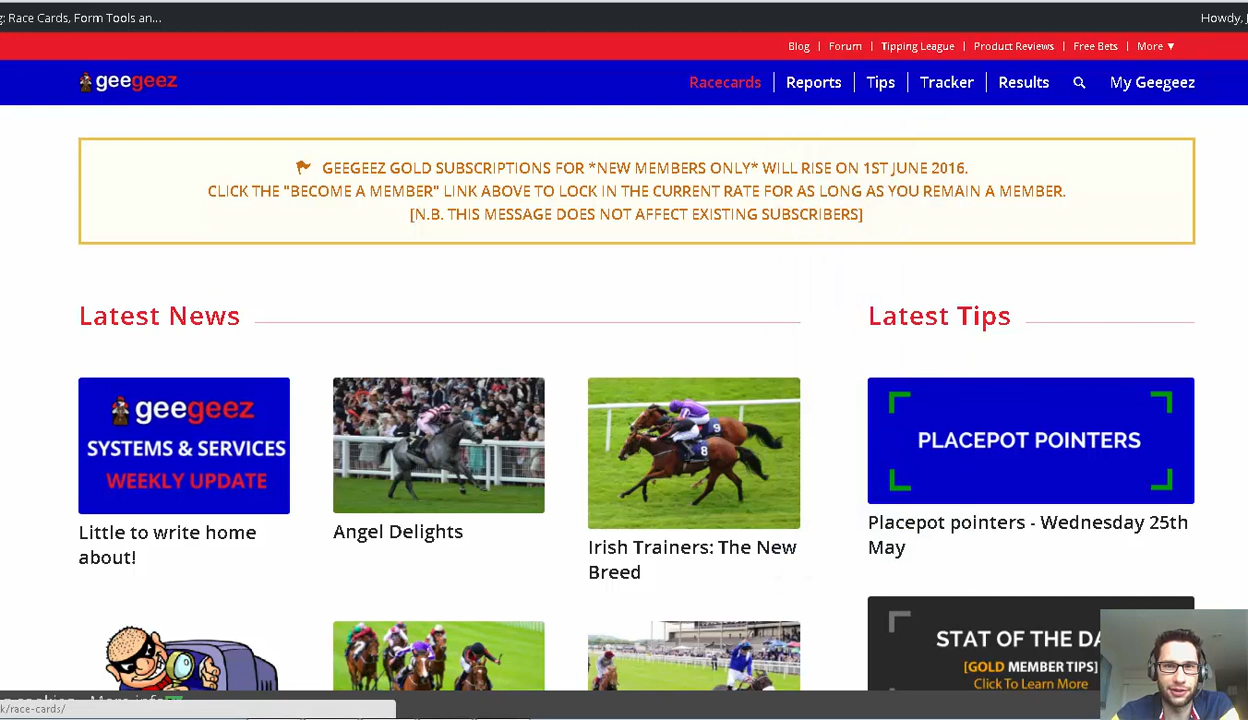 : Race Cards, Form Tools an...
Howdy,
Blog | Forum | Tipping League | Product Reviews | Free Bets | More ▼
geegeez
Racecards | Reports | Tips | Tracker | Results
My Geegeez
GEEGEEZ GOLD SUBSCRIPTIONS FOR *NEW MEMBERS ONLY* WILL RISE ON 1ST JUNE 2016.
CLICK THE "BECOME A MEMBER" LINK ABOVE TO LOCK IN THE CURRENT RATE FOR AS LONG AS YOU REMAIN A MEMBER.
[N.B. THIS MESSAGE DOES NOT AFFECT EXISTING SUBSCRIBERS]
Latest News
Latest Tips
geegeez
SYSTEMS & SERVICES
WEEKLY UPDATE
Little to write home
about!
Angel Delights
9
8
Irish Trainers: The New
Breed
PLACEPOT POINTERS
Placepot pointers - Wednesday 25th
May
STAT OF THE DA
[GOLD MEMBER TIPS]
Click To Learn More
k/race-cards/